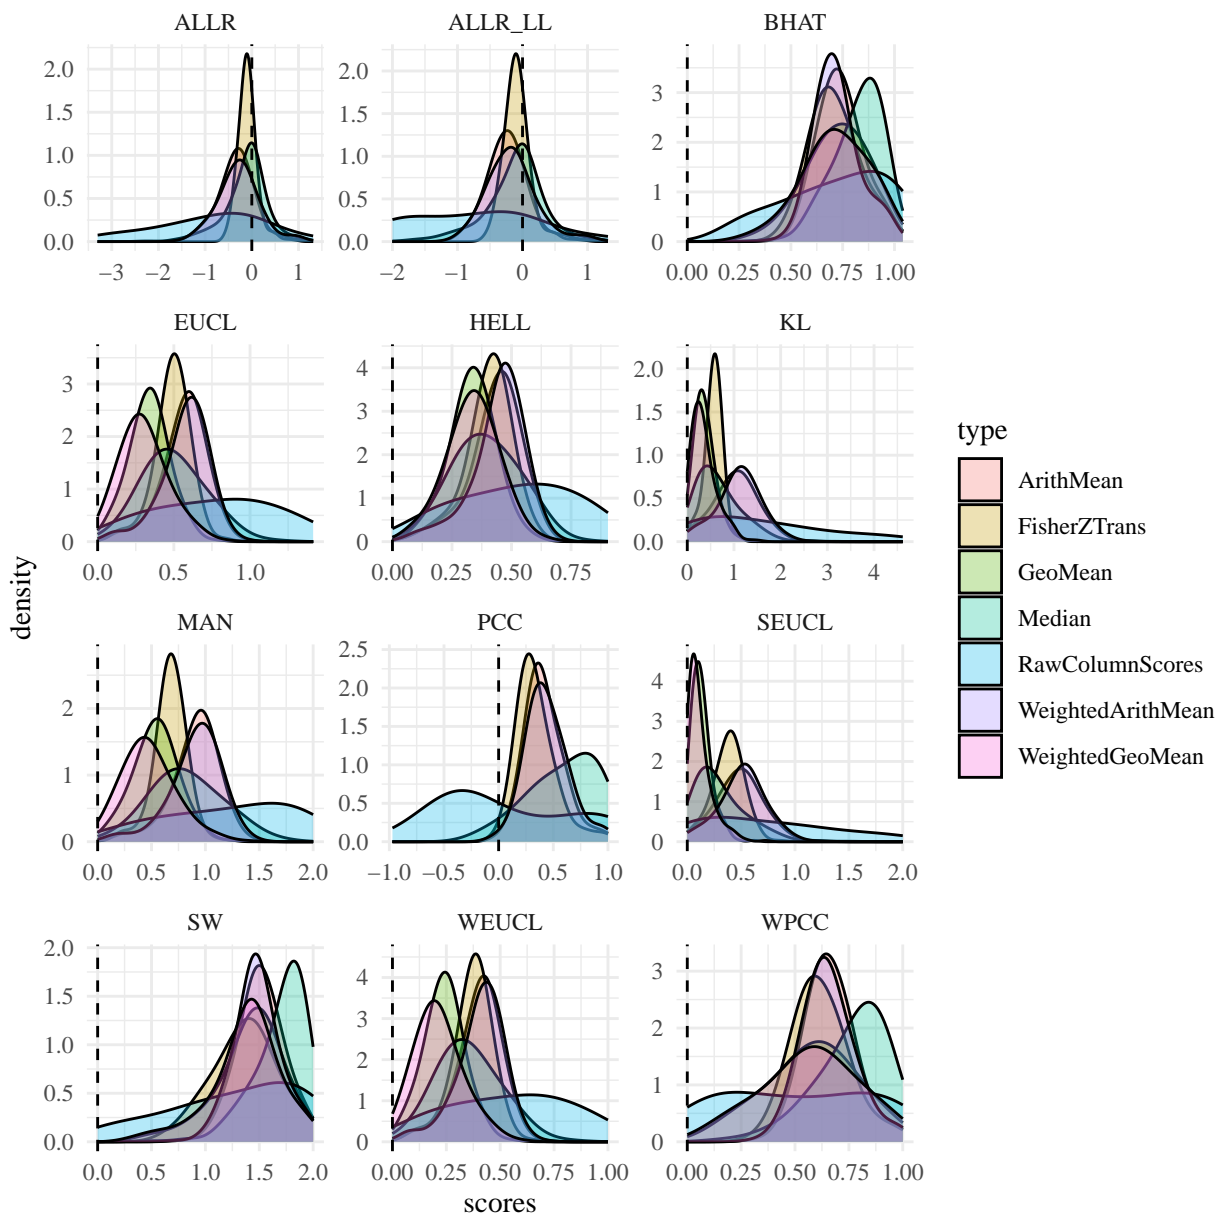 ALLR ALLR_LL BHAT
2.0 2.0 3
1.5 1.5
1.0 1.0 2
0.5 0.5 1
0.0 0.0 0
−3 −2 −1 0 1 −2 −1 0 1 0.00 0.25 0.50 0.75 1.00
EUCL HELL KL
3 4 2.0
2 3 1.5
2 1.0
1 1 0.5
0 0 0.0
0.0 0.5 1.0 0.00 0.25 0.50 0.75 0 1 2 3 4
MAN PCC SEUCL
2 2.5 4
2.0 3
1 1.5 2
1.0
0.5 1
0 0.0 0
0.0 0.5 1.0 1.5 2.0 −1.0 −0.5 0.0 0.5 1.0 0.0 0.5 1.0 1.5 2.0
SW WEUCL WPCC
2.0 4 3
1.5 3 2
1.0 2
0.5 1 1
0.0 0 0
0.0 0.5 1.0 1.5 2.0 0.00 0.25 0.50 0.75 1.00 0.00 0.25 0.50 0.75 1.00
scores
density
type
ArithMean
FisherZTrans
GeoMean
Median
RawColumnScores
WeightedArithMean
WeightedGeoMean